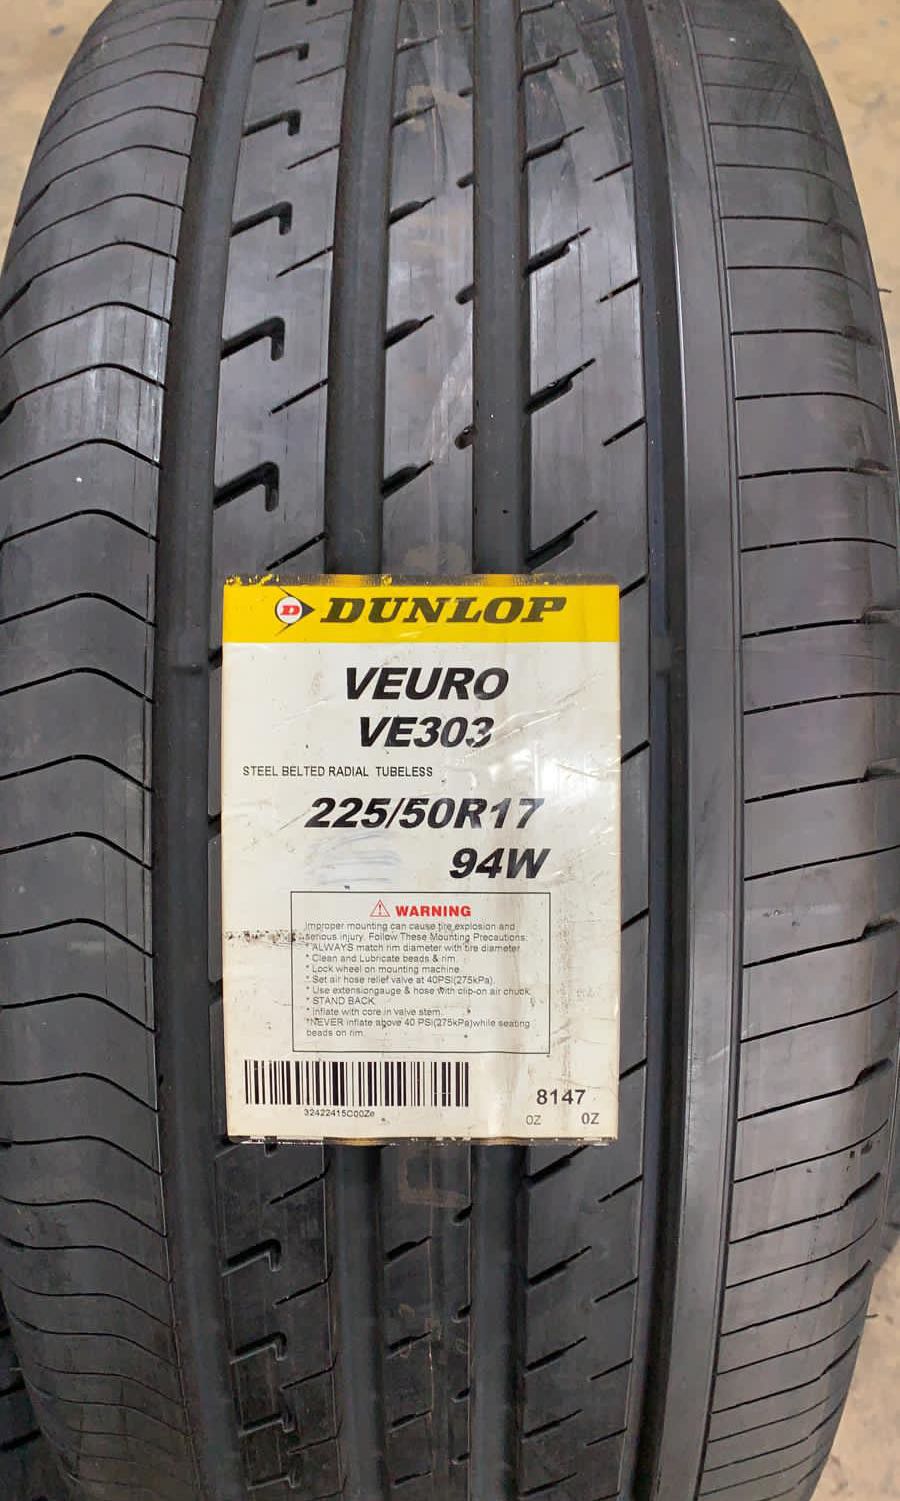 D DUNLOP
VEURO
VE303
STEEL BELTED RADIAL TUBELESS
225/50R17
94W
WARNING
Improper mounting can cause tire explosion and
serious injury. Follow These Mounting Precautions:
* ALWAYS match rim diameter with tire diameter
* Clean and Lubricate beads & rim.
* Lock wheel on mounting machine
* Set air hose relief valve at 40PSI(275kPa).
* Use extensiongauge & hose with clip-on air chuck
* STAND BACK
* Inflate with core in valve stem.
*NEVER inflate above 40 PSI(275kPa)while seating
beads on rim.
32422415C00Ze
8147
0Z 0Z